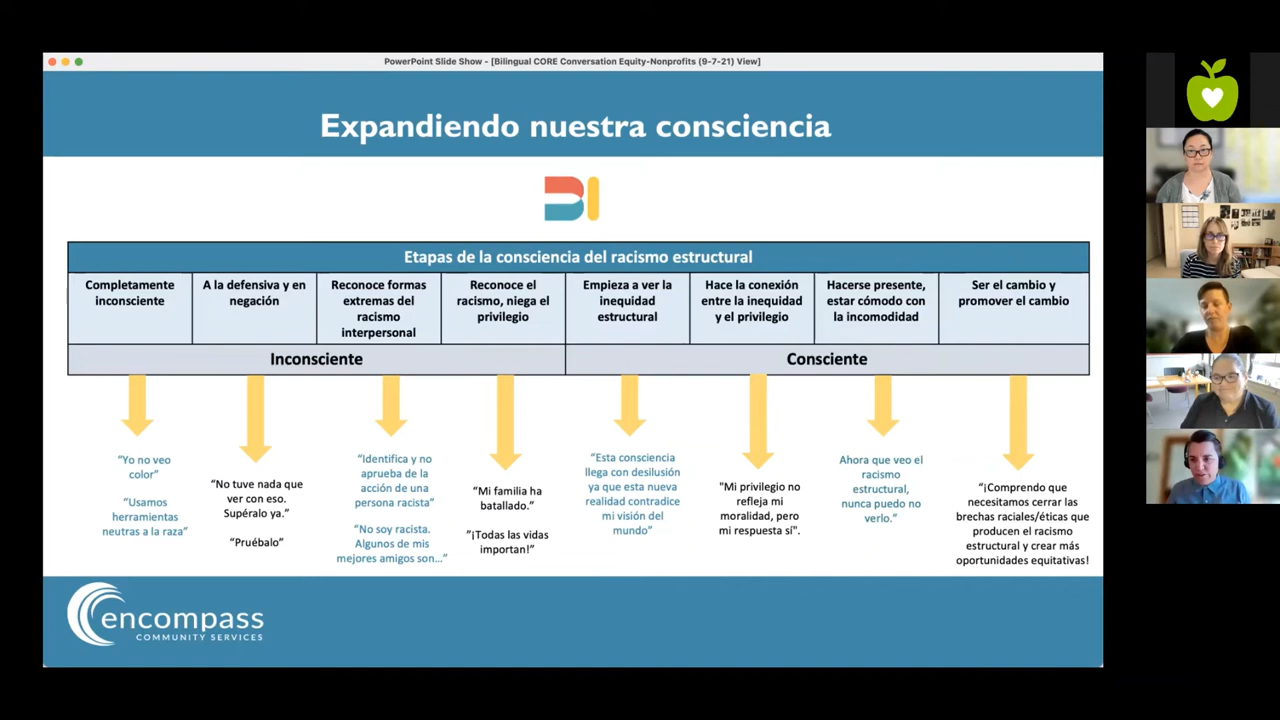 PowerPoint Slide Show - [Bilingual CORE Conversation Equity-Nonprofits (9-7-21) View]
Expandiendo nuestra consciencia
BI
Etapas de la consciencia del racismo estructural
Completamente
inconsciente
A la defensiva y en
negación
Reconoce formas
extremas del
racismo
interpersonal
Reconoce el
racismo, niega el
privilegio
Empieza a ver la
inequidad
estructural
Hace la conexión
entre la inequidad
y el privilegio
Hacerse presente,
estar cómodo con
la incomodidad
Ser el cambio y
promover el cambio
Inconsciente
Consciente
“Yo no veo
color”
“Usamos
herramientas
neutras a la raza”
“No tuve nada que
ver con eso.
Supéralo ya.”
“Pruébalo”
“Identifica y no
aprueba de la
acción de una
persona racista”
“No soy racista.
Algunos de mis
mejores amigos son…”
“Mi familia ha
batallado.”
“¡Todas las vidas
importan!”
“Esta consciencia
llega con desilusión
ya que esta nueva
realidad contradice
mi visión del
mundo”
"Mi privilegio no
refleja mi
moralidad, pero
mi respuesta sí".
Ahora que veo el
racismo
estructural,
nunca puedo no
verlo.”
“¡Comprendo que
necesitamos cerrar las
brechas raciales/éticas que
producen el racismo
estructural y crear más
oportunidades equitativas!
encompass
COMMUNITY SERVICES